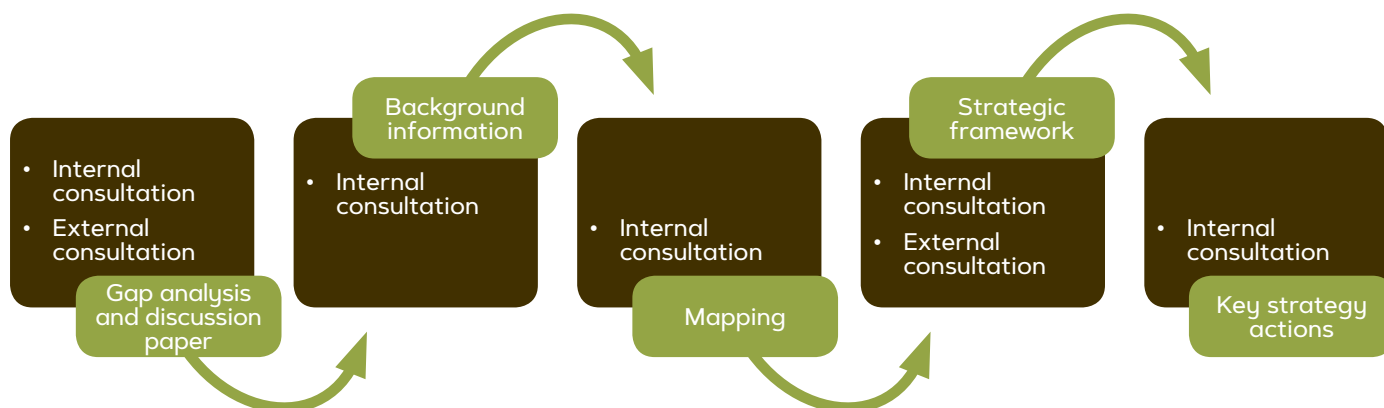 • Internal
consultation
• External
consultation
Gap analysis
and discussion
paper
Background
information
• Internal
consultation
• Internal
consultation
Mapping
Strategic
framework
• Internal
consultation
• External
consultation
• Internal
consultation
Key strategy
actions